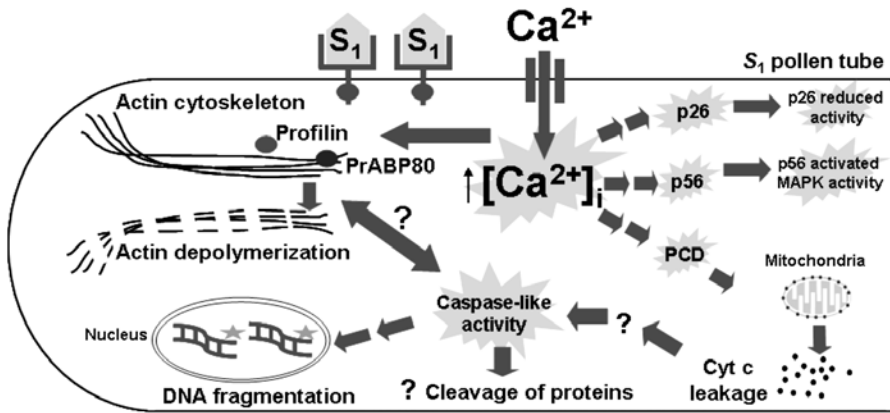 S1
S1
Ca2+
S1 pollen tube
Actin cytoskeleton
Profilin
PrABP80
p26
p26 reduced
activity
[Ca2+]i
p56
p56 activated
MAPK activity
?
Actin depolymerization
PCD
Mitochondria
Caspase-like
activity
?
Nucleus
Cyt c
leakage
DNA fragmentation
? Cleavage of proteins